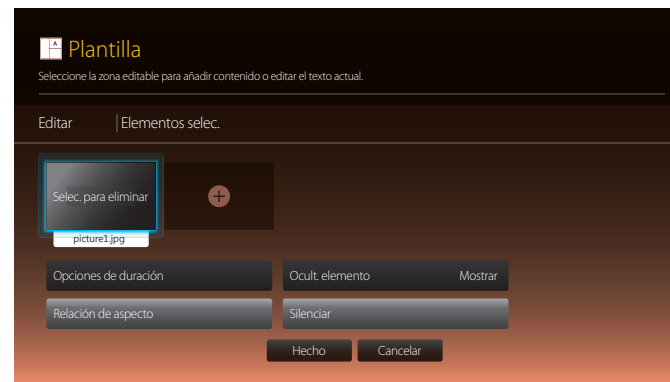 A
Plantilla
Seleccione la zona editable para añadir contenido o editar el texto actual.
Editar
Elementos selec.
Selec. para eliminar
picture1.jpg
Opciones de duración
Ocult. elemento Mostrar
Relación de aspecto
Silenciar
Hecho
Cancelar